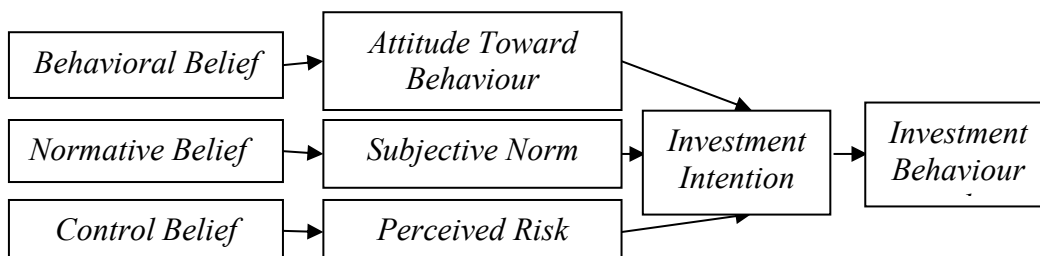 Behavioral Belief
Attitude Toward
Behaviour
Normative Belief
Subjective Norm
Control Belief
Perceived Risk
Investment
Intention
Investment
Behaviour